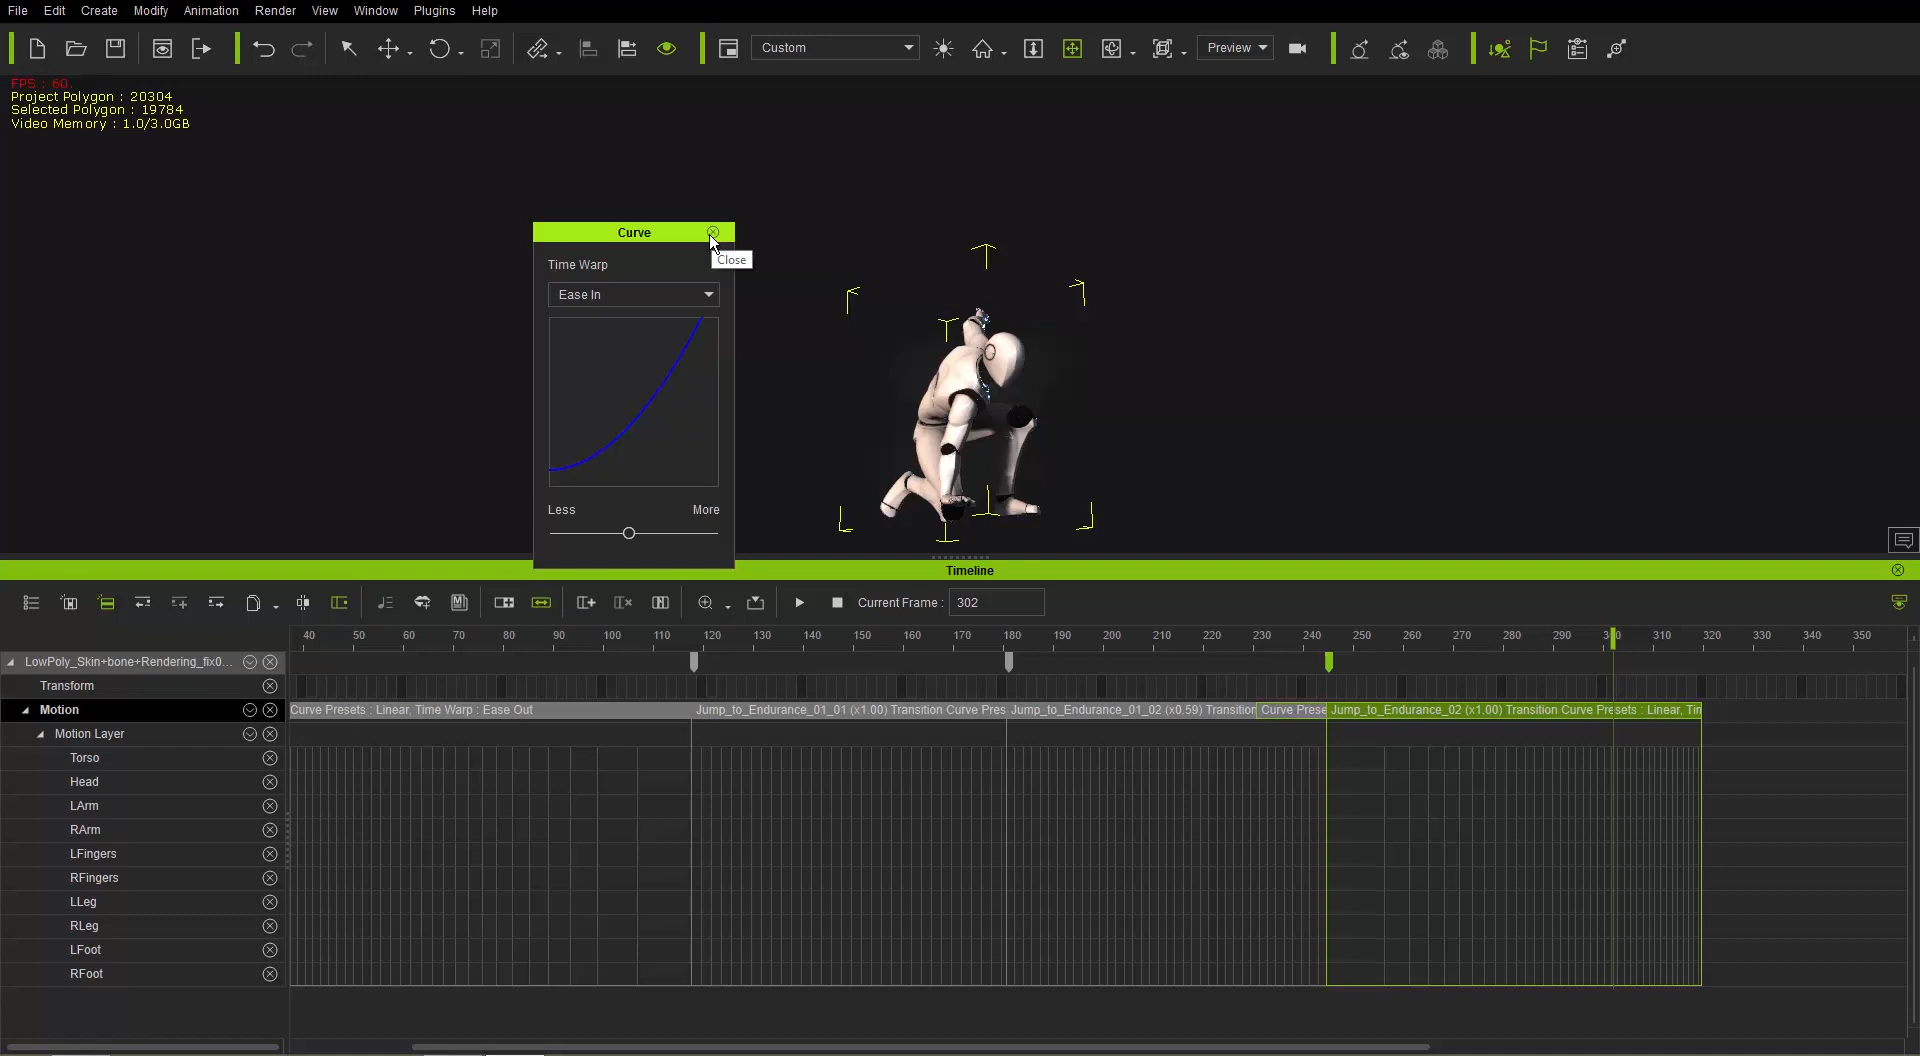 File Edit Create Modify Animation Render View Window Plugins Help
Custom
Preview
FPS : 60
Project Polygon : 20304
Selected Polygon : 19784
Video Memory : 1.0/3.0GB
Curve
Close
Time Warp
Ease In
Less More
Timeline
Current Frame : 302
40 50 60 70 80 90 100 110 120 130 140 150 160 170 180 190 200 210 220 230 240 250 260 270 280 290 300 310 320 330 340 350
LowPoly_Skin+bone+Rendering_fix0...
Transform
Motion
Curve Presets : Linear, Time Warp : Ease Out
Jump_to_Endurance_01_01 (x1.00) Transition Curve Pres
Jump_to_Endurance_01_02 (x0.59) Transition
Curve Prese
Jump_to_Endurance_02 (x1.00) Transition Curve Presets : Linear, Tin
Motion Layer
Torso
Head
LArm
RArm
LFingers
RFingers
LLeg
RLeg
LFoot
RFoot